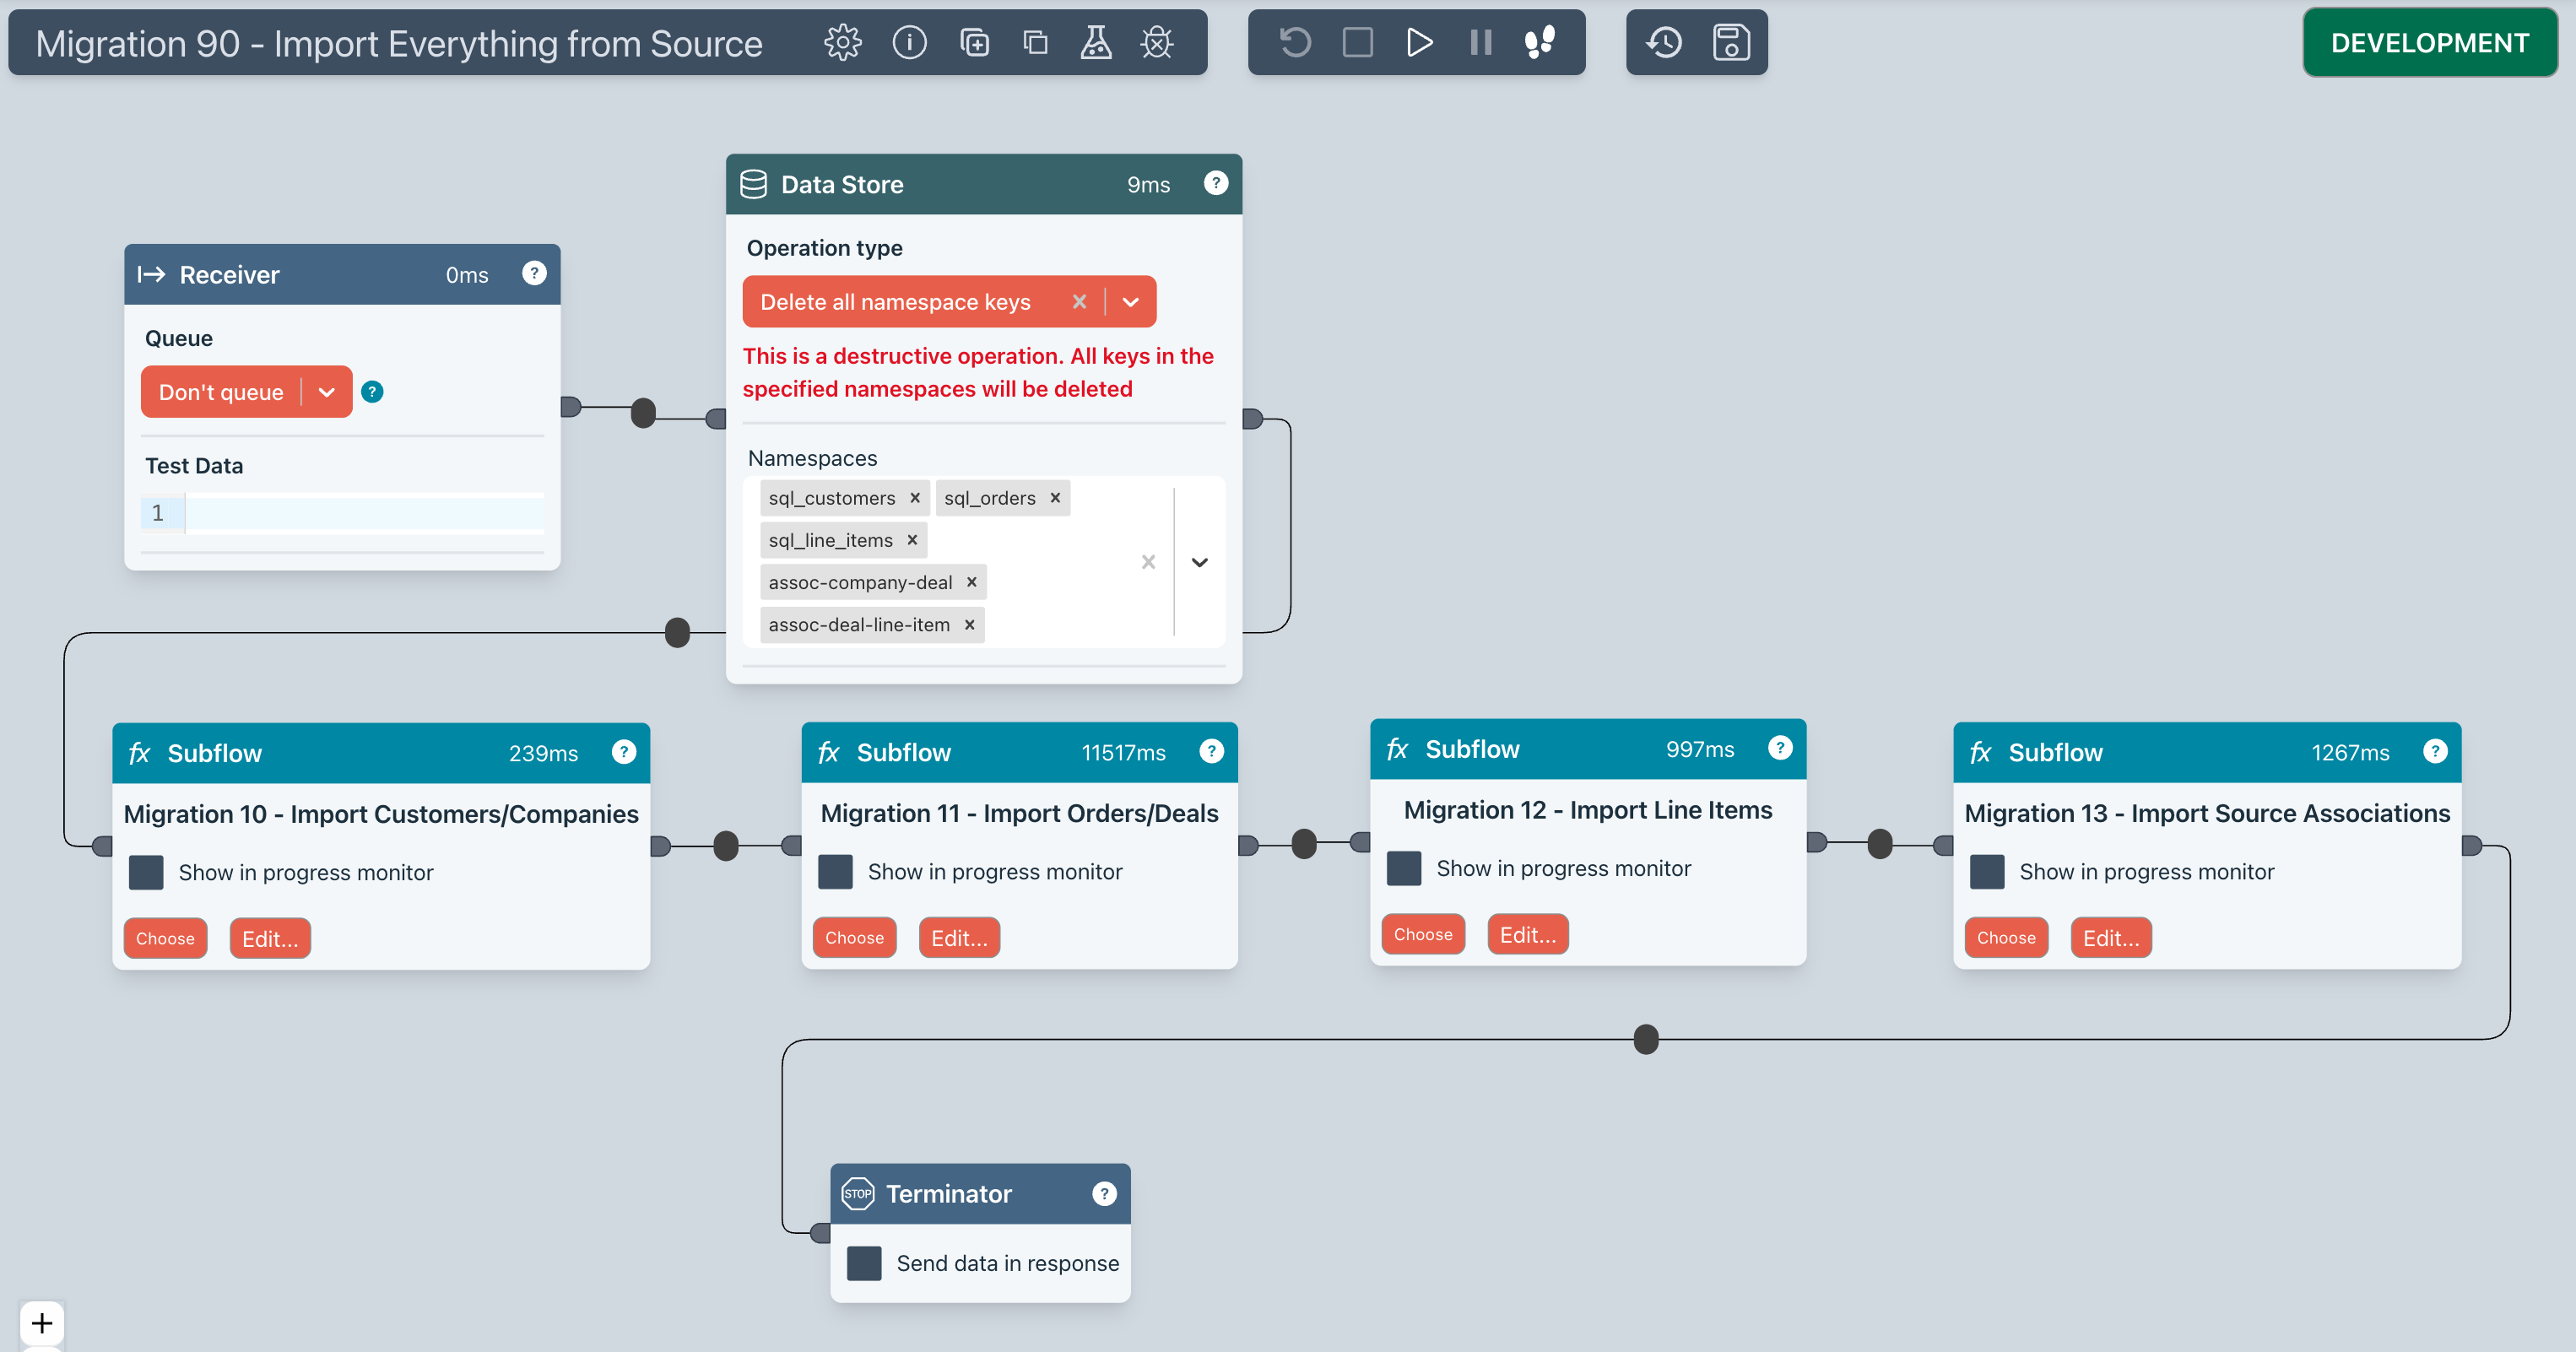 Migration 90 - Import Everything from Source
DEVELOPMENT
Data Store 9ms ?
Operation type
Delete all namespace keys
This is a destructive operation. All keys in the
specified namespaces will be deleted
Namespaces
sql_customers × sql_orders ×
sql_line_items ×
assoc-company-deal ×
assoc-deal-line-item ×
Receiver 0ms ?
Queue
Don't queue ?
Test Data
1
fx Subflow 239ms ?
Migration 10 - Import Customers/Companies
Show in progress monitor
Choose Edit...
fx Subflow 11517ms ?
Migration 11 - Import Orders/Deals
Show in progress monitor
Choose Edit...
fx Subflow 997ms ?
Migration 12 - Import Line Items
Show in progress monitor
Choose Edit...
fx Subflow 1267ms ?
Migration 13 - Import Source Associations
Show in progress monitor
Choose Edit...
STOP Terminator ?
Send data in response
+